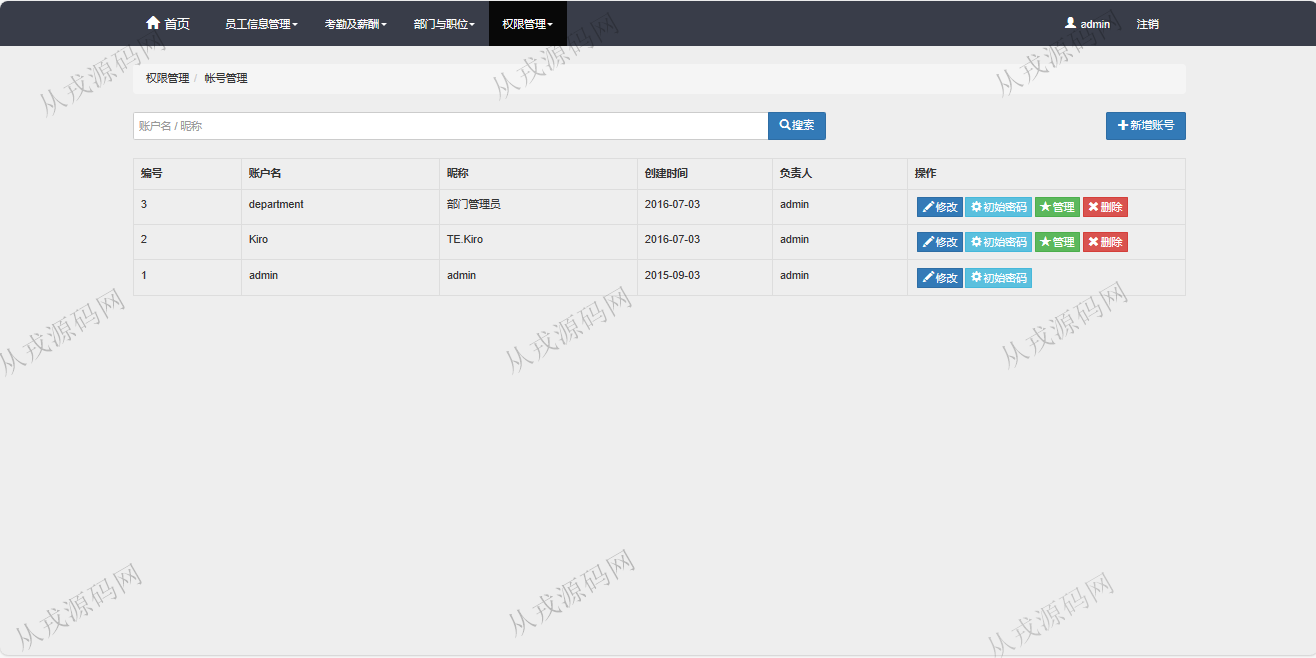 首页 员工信息管理 考勤及薪酬 部门与职位 权限管理 admin 注销
权限管理 / 帐号管理
账户名 / 昵称 搜索 新增账号
编号 账户名 昵称 创建时间 负责人 操作
3 department 部门管理员 2016-07-03 admin 修改 初始密码 管理 删除
2 Kiro TE.Kiro 2016-07-03 admin 修改 初始密码 管理 删除
1 admin admin 2015-09-03 admin 修改 初始密码
从戎源码网
从戎源码网
从戎源码网
从戎源码网
从戎源码网
从戎源码网
从戎源码网
从戎源码网
从戎源码网